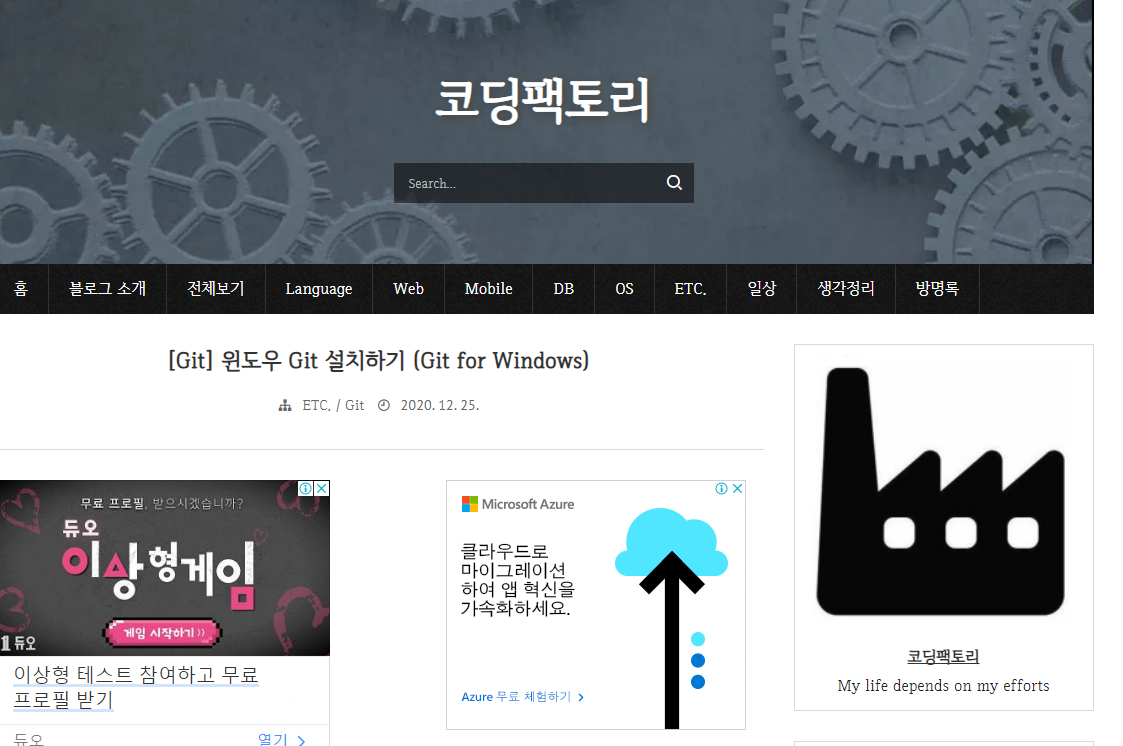 코딩팩토리
Search...
홈 블로그 소개 전체보기 Language Web Mobile DB OS ETC. 일상 생각정리 방명록
[Git] 윈도우 Git 설치하기 (Git for Windows)
ETC. / Git 2020. 12. 25.
무료 프로필, 받으시겠습니까?
듀오
이상형게임
게임 시작하기 ⟩⟩
1 듀오
이상형 테스트 참여하고 무료
프로필 받기
듀오 열기
Microsoft Azure
클라우드로
마이그레이션
하여 앱 혁신을
가속화하세요.
Azure 무료 체험하기
코딩팩토리
My life depends on my efforts